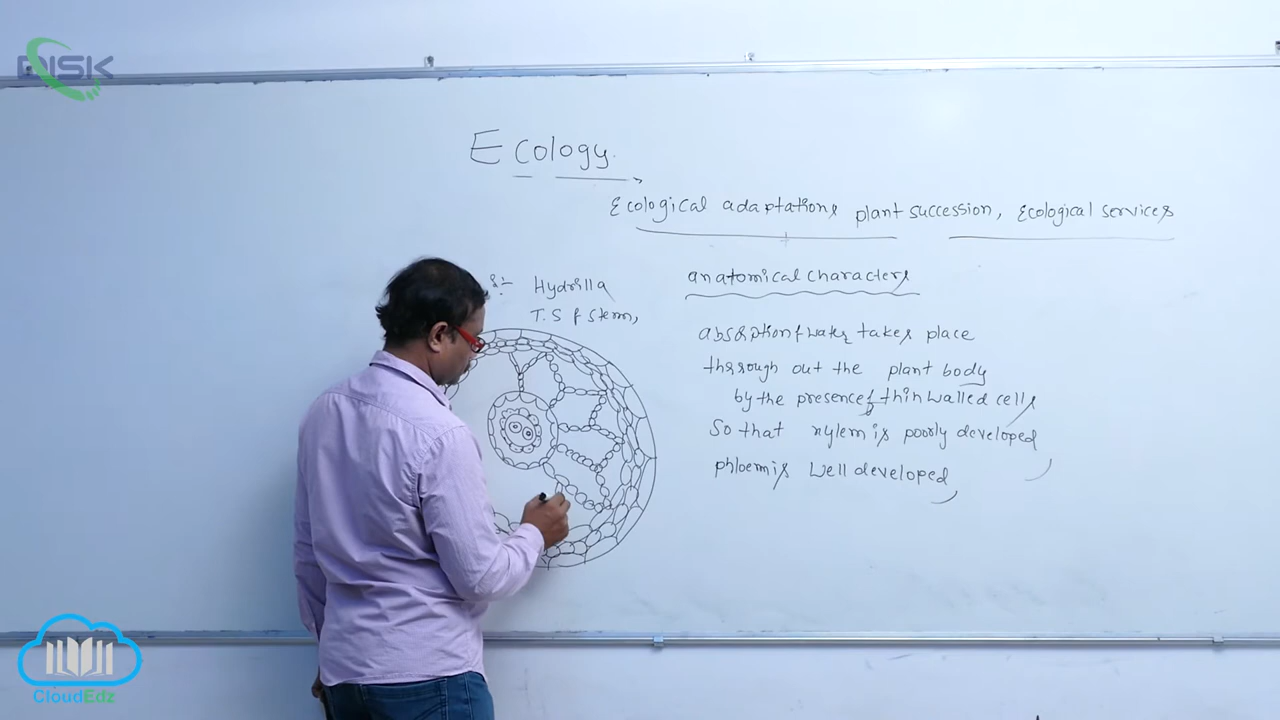 RISK
Ecology.
Ecological adaptations plant succession, Ecological services
:- Hydrilla
T.S of Stem,
anatomical characters
absorption of water takes place
through out the plant body
by the presence of thin walled cells
So that xylem is poorly developed
phloem is well developed
CloudEdz